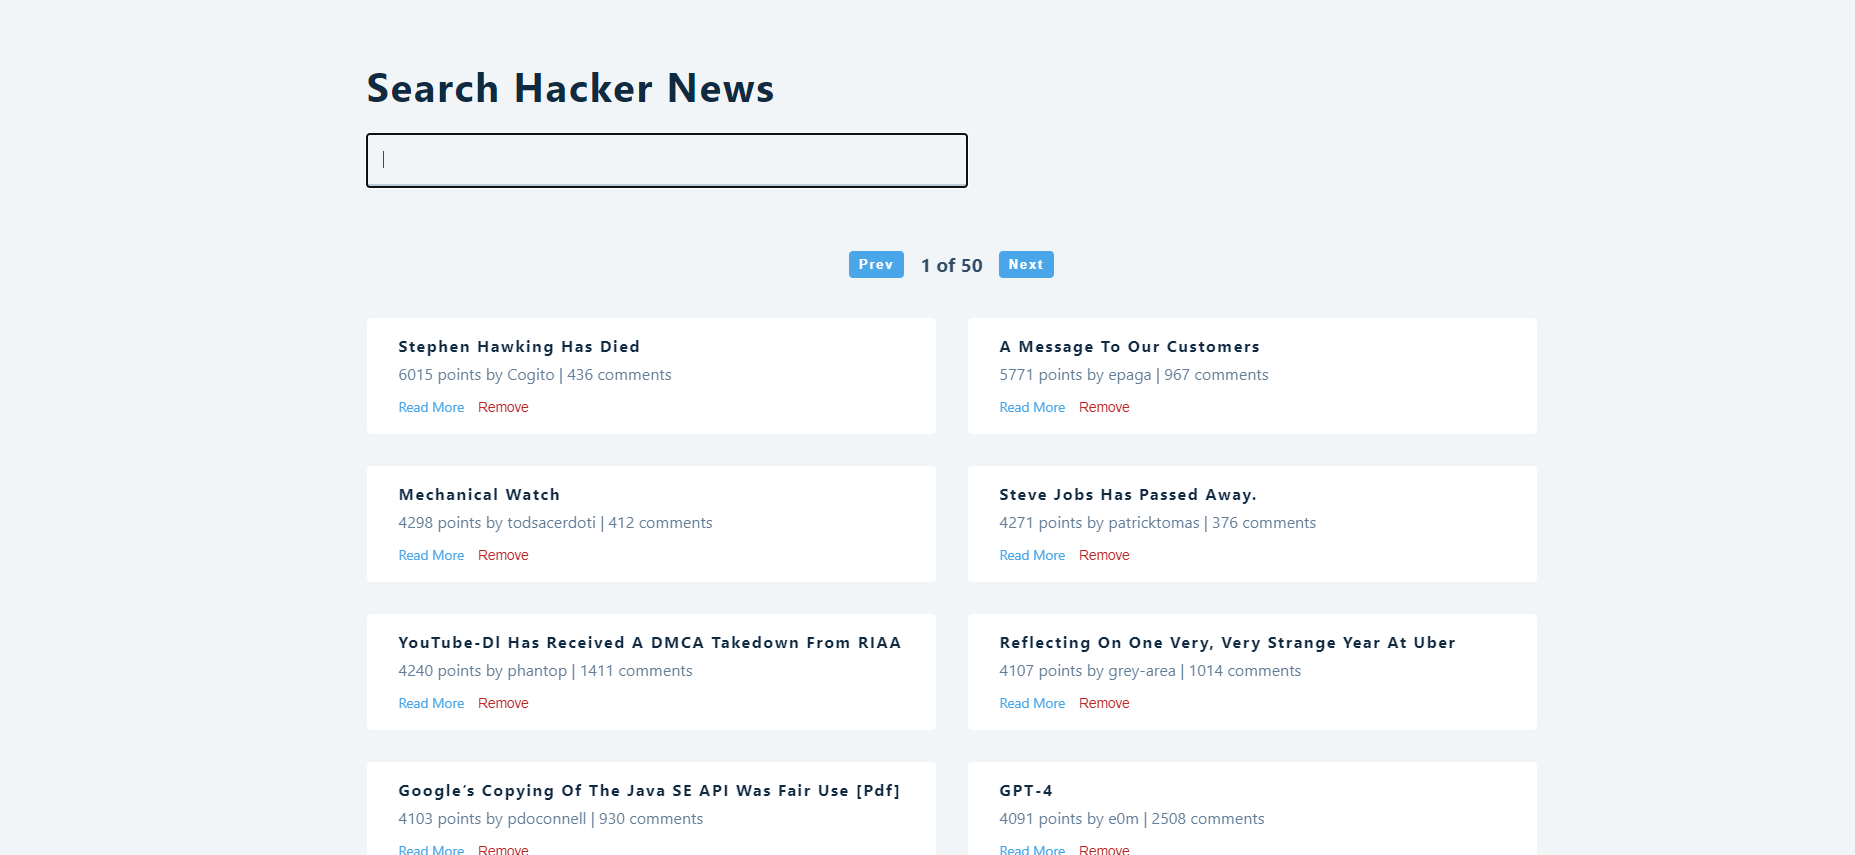 Search Hacker News
Prev 1 of 50 Next
Stephen Hawking Has Died
6015 points by Cogito | 436 comments
Read More Remove
A Message To Our Customers
5771 points by epaga | 967 comments
Read More Remove
Mechanical Watch
4298 points by todsacerdoti | 412 comments
Read More Remove
Steve Jobs Has Passed Away.
4271 points by patricktomas | 376 comments
Read More Remove
YouTube-Dl Has Received A DMCA Takedown From RIAA
4240 points by phantop | 1411 comments
Read More Remove
Reflecting On One Very, Very Strange Year At Uber
4107 points by grey-area | 1014 comments
Read More Remove
Google’s Copying Of The Java SE API Was Fair Use [Pdf]
4103 points by pdoconnell | 930 comments
Read More Remove
GPT-4
4091 points by e0m | 2508 comments
Read More Remove